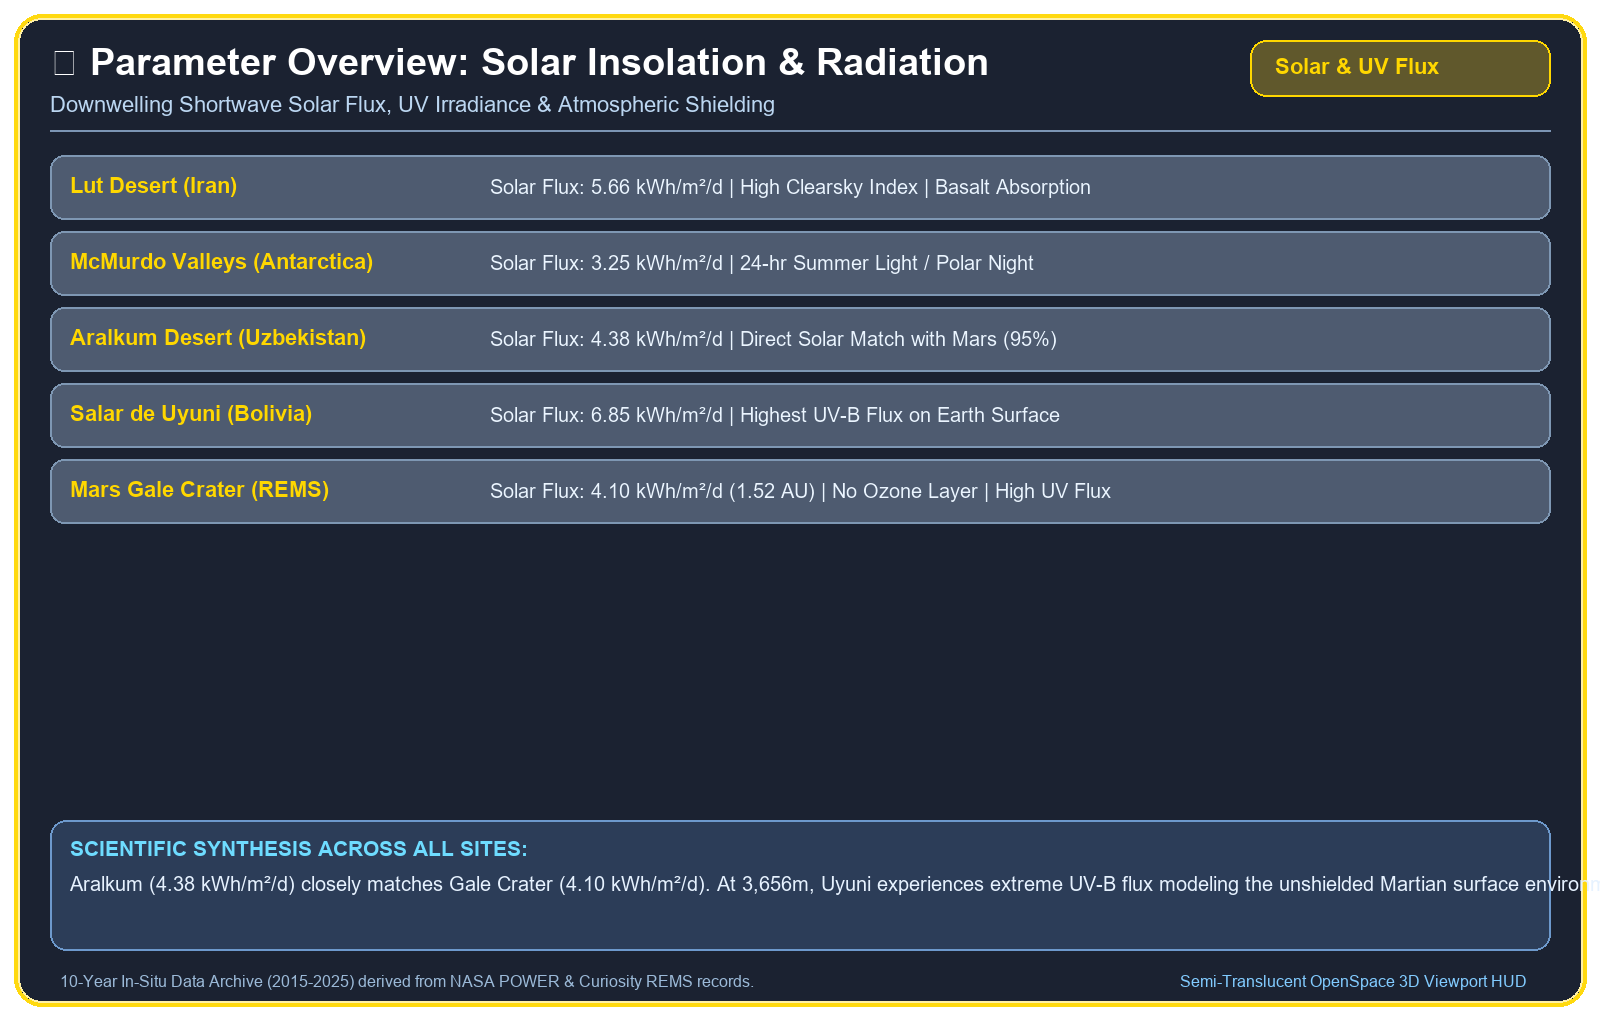 Parameter Overview: Solar Insolation & Radiation
Solar & UV Flux
Downwelling Shortwave Solar Flux, UV Irradiance & Atmospheric Shielding
Lut Desert (Iran) Solar Flux: 5.66 kWh/m²/d | High Clearsky Index | Basalt Absorption
McMurdo Valleys (Antarctica) Solar Flux: 3.25 kWh/m²/d | 24-hr Summer Light / Polar Night
Aralkum Desert (Uzbekistan) Solar Flux: 4.38 kWh/m²/d | Direct Solar Match with Mars (95%)
Salar de Uyuni (Bolivia) Solar Flux: 6.85 kWh/m²/d | Highest UV-B Flux on Earth Surface
Mars Gale Crater (REMS) Solar Flux: 4.10 kWh/m²/d (1.52 AU) | No Ozone Layer | High UV Flux
SCIENTIFIC SYNTHESIS ACROSS ALL SITES:
Aralkum (4.38 kWh/m²/d) closely matches Gale Crater (4.10 kWh/m²/d). At 3,656m, Uyuni experiences extreme UV-B flux modeling the unshielded Martian surface
10-Year In-Situ Data Archive (2015-2025) derived from NASA POWER & Curiosity REMS records.
Semi-Translucent OpenSpace 3D Viewport HUD